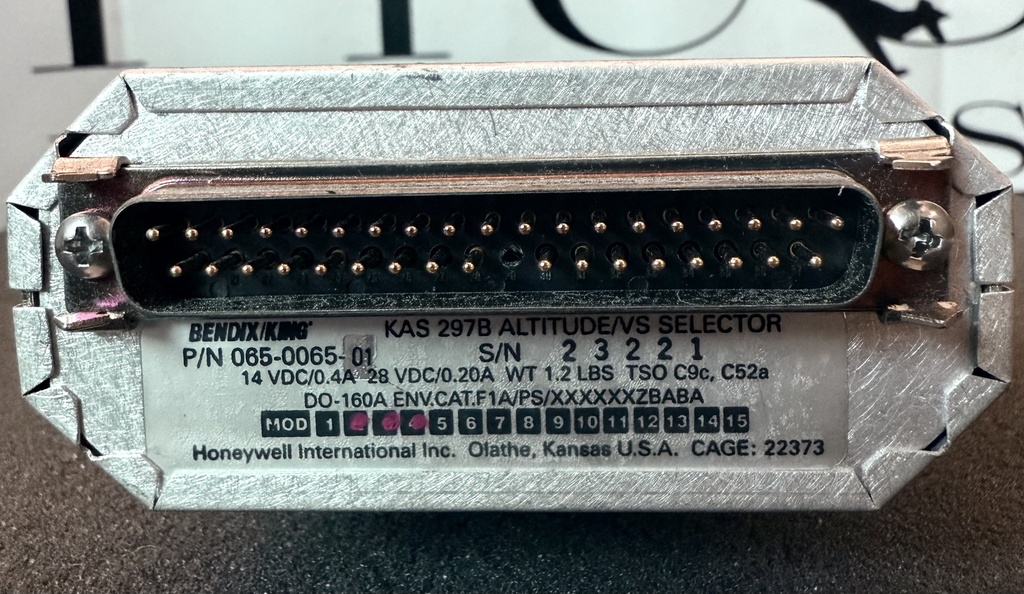 BENDIX/KING® KAS 297B ALTITUDE/VS SELECTOR
P/N 065-0065-01 S/N 23221
14 VDC/0.4A 28 VDC/0.20A WT 1.2 LBS TSO C9c, C52a
DO-160A ENV.CAT.F1A/PS/XXXXXXZBABA
MOD 1 2 3 4 5 6 7 8 9 10 11 12 13 14 15
Honeywell International Inc. Olathe, Kansas U.S.A. CAGE: 22373